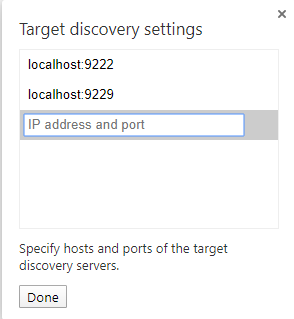 Target discovery settings
localhost:9222
localhost:9229
IP address and port
Specify hosts and ports of the target
discovery servers.
Done